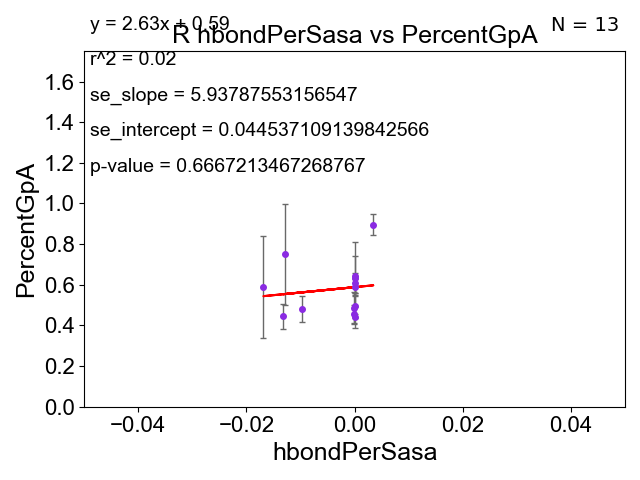 y = 2.63x + 0.59
N = 13
R hbondPerSasa vs PercentGpA
r^2 = 0.02
se_slope = 5.93787553156547
se_intercept = 0.044537109139842566
p-value = 0.6667213467268767
PercentGpA
1.6
1.4
1.2
1.0
0.8
0.6
0.4
0.2
0.0
−0.04
−0.02
0.00
0.02
0.04
hbondPerSasa